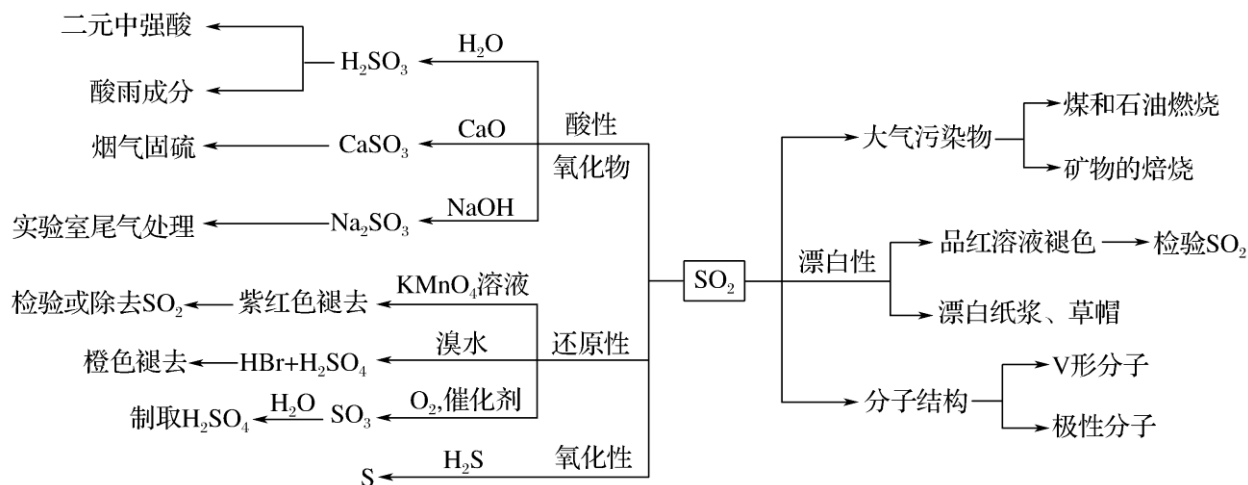 二元中强酸
酸雨成分
H₂SO₃
H₂O
烟气固硫
CaSO₃
CaO
酸性
氧化物
实验室尾气处理
Na₂SO₃
NaOH
检验或除去SO₂
紫红色褪去
KMnO₄溶液
橙色褪去
HBr+H₂SO₄
溴水
还原性
制取H₂SO₄
H₂O
SO₃
O₂,催化剂
S
H₂S
氧化性
SO₂
大气污染物
煤和石油燃烧
矿物的焙烧
漂白性
品红溶液褪色
检验SO₂
漂白纸浆、草帽
分子结构
V形分子
极性分子